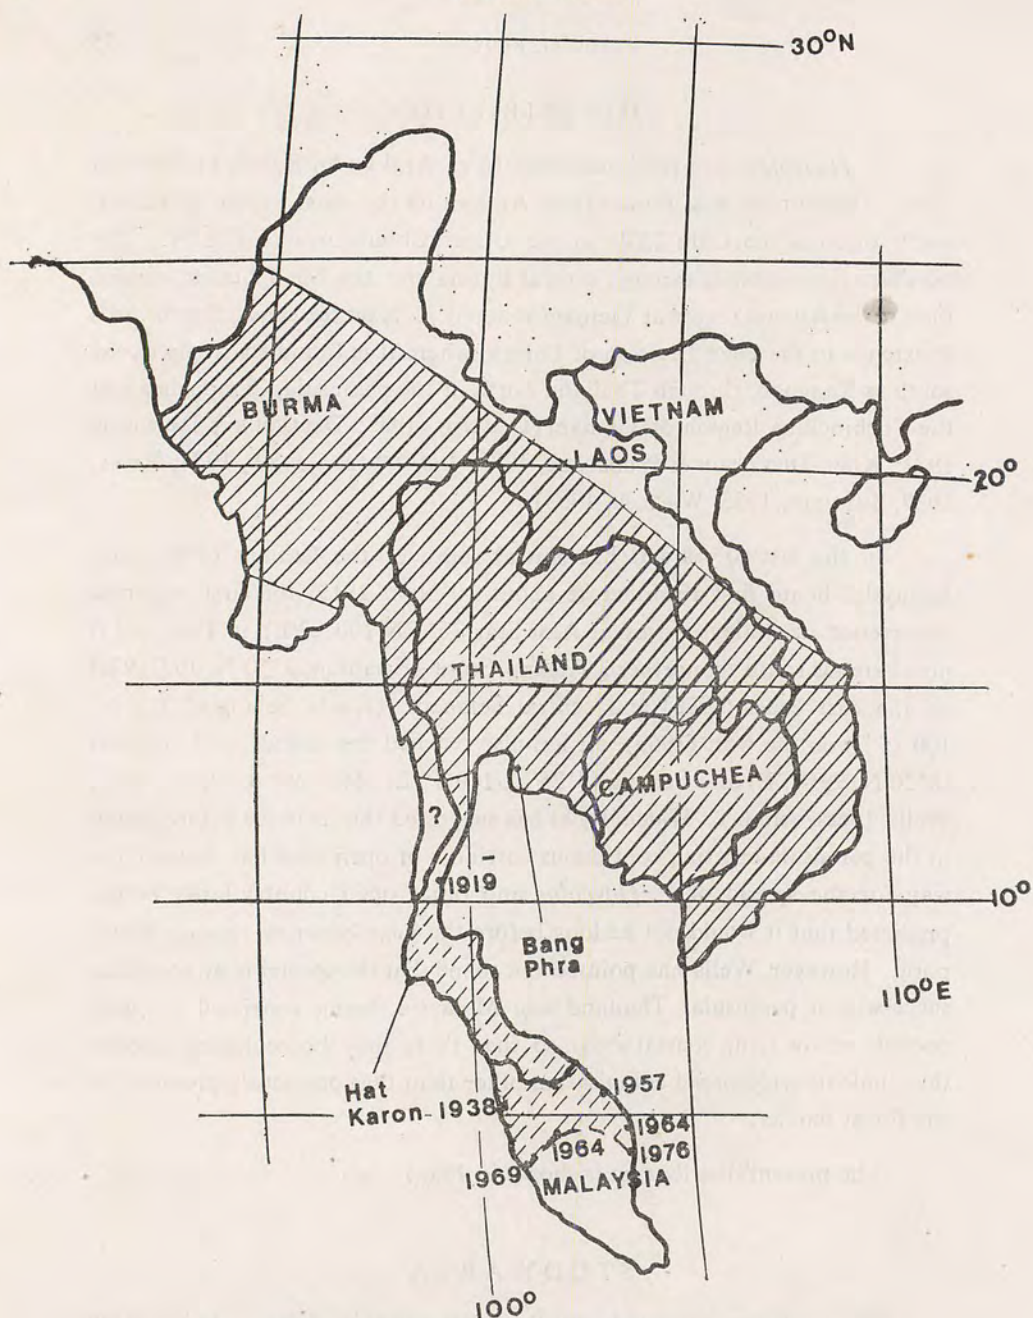 30°N
BURMA
VIETNAM
LAOS
20°
THAILAND
CAMPUCHEA
?
1919
10°
Bang
Phra
110°E
Hat
Karon
1938
1957
1964
1964
1976
1969
MALAYSIA
100°